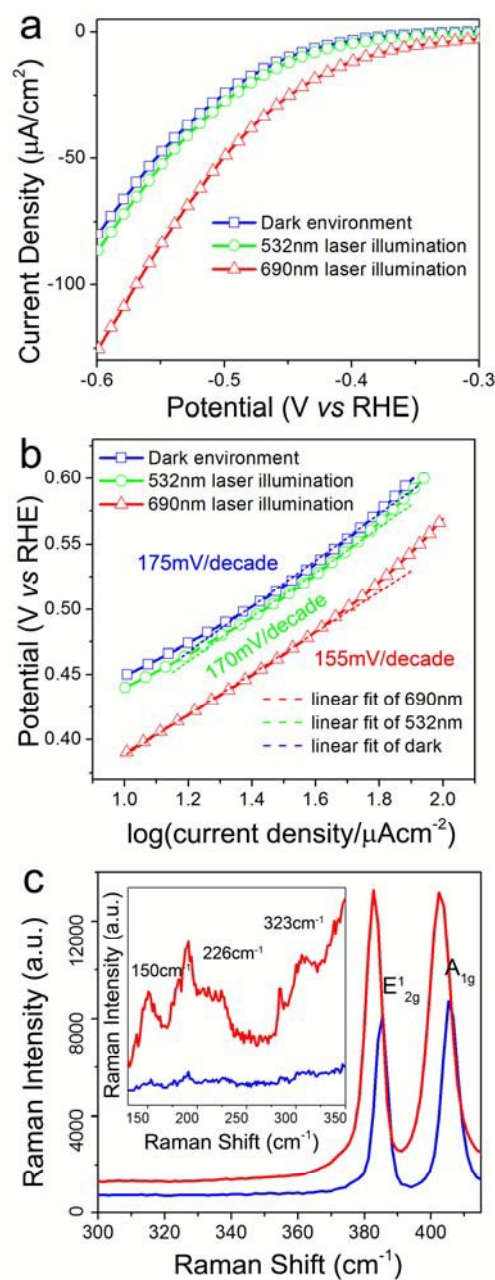 a
0
-50
-100
Current Density (μA/cm²)
Dark environment
532nm laser illumination
690nm laser illumination
-0.6 -0.5 -0.4 -0.3
Potential (V vs RHE)
b
0.60
0.55
0.50
0.45
0.40
Potential (V vs RHE)
Dark environment
532nm laser illumination
690nm laser illumination
175mV/decade
170mV/decade
155mV/decade
linear fit of 690nm
linear fit of 532nm
linear fit of dark
1.0 1.2 1.4 1.6 1.8 2.0
log(current density/μAcm⁻²)
c
12000
8000
4000
0
Raman Intensity (a.u.)
Raman Intensity (a.u.)
150cm⁻¹
226cm⁻¹
323cm⁻¹
150 200 250 300 350
Raman Shift (cm⁻¹)
E¹2g
A1g
300 320 340 360 380 400
Raman Shift (cm⁻¹)